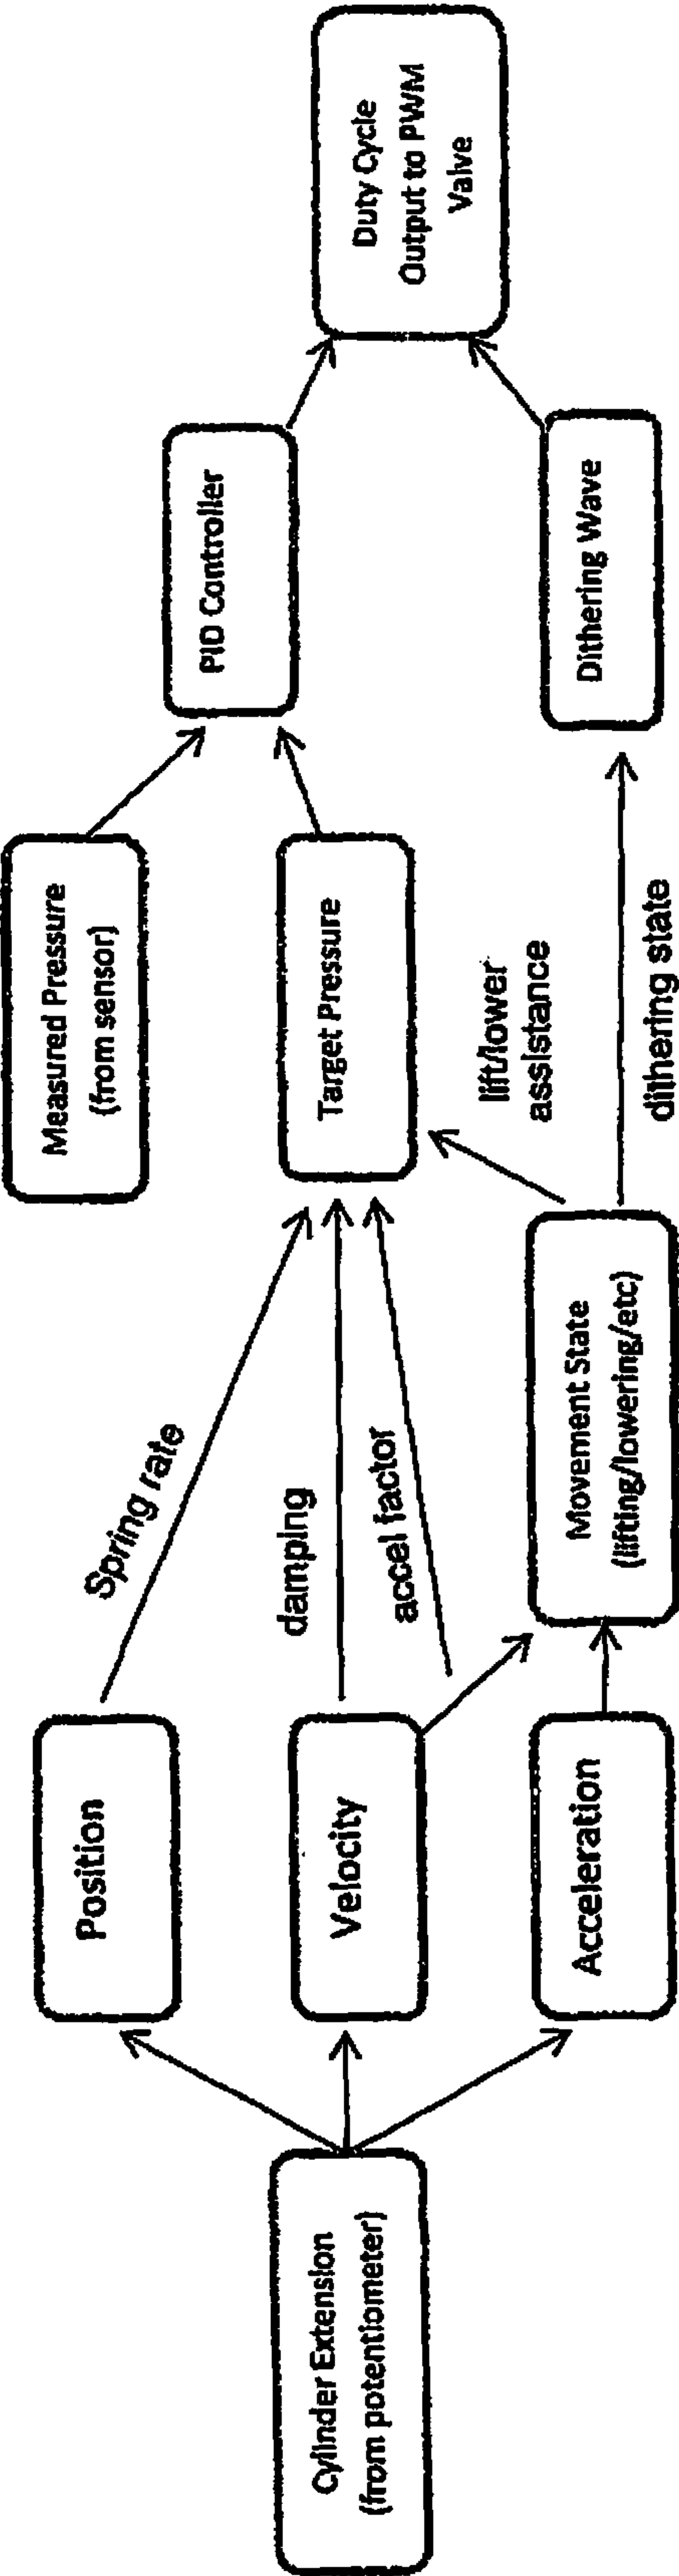 Cylinder Extension
(from potentiometer)
Position
Velocity
Acceleration
Spring rate
damping
accel factor
Movement State
(lifting/lowering/etc)
Measured Pressure
(from sensor)
Target Pressure
lift/lower
assistance
dithering state
PID Controller
Dithering Wave
Duty Cycle
Output to PWM
Valve